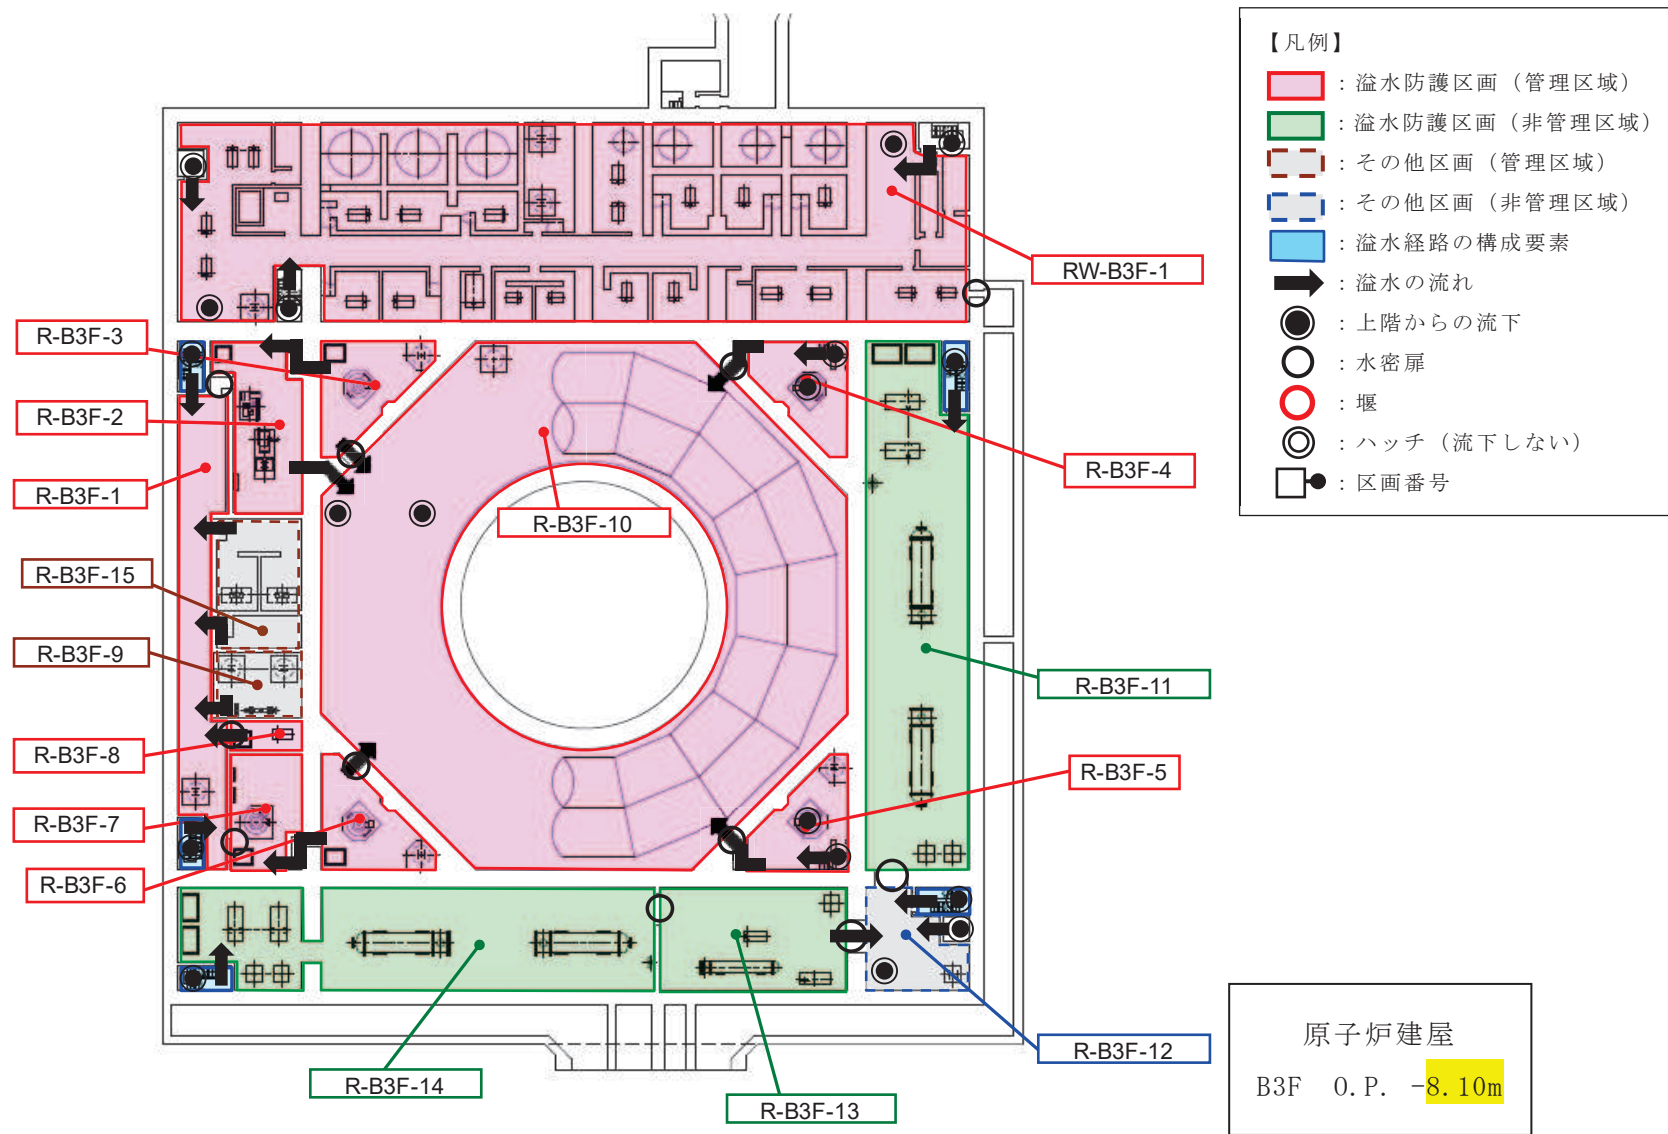 【凡例】
：溢水防護区画（管理区域）
：溢水防護区画（非管理区域）
：その他区画（管理区域）
：その他区画（非管理区域）
：溢水経路の構成要素
：溢水の流れ
：上階からの流下
：水密扉
：堰
：ハッチ（流下しない）
：区画番号
RW-B3F-1
R-B3F-3
R-B3F-2
R-B3F-1
R-B3F-4
R-B3F-10
R-B3F-15
R-B3F-9
R-B3F-11
R-B3F-8
R-B3F-5
R-B3F-7
R-B3F-6
R-B3F-12
R-B3F-14
R-B3F-13
原子炉建屋
B3F O.P. -8.10m